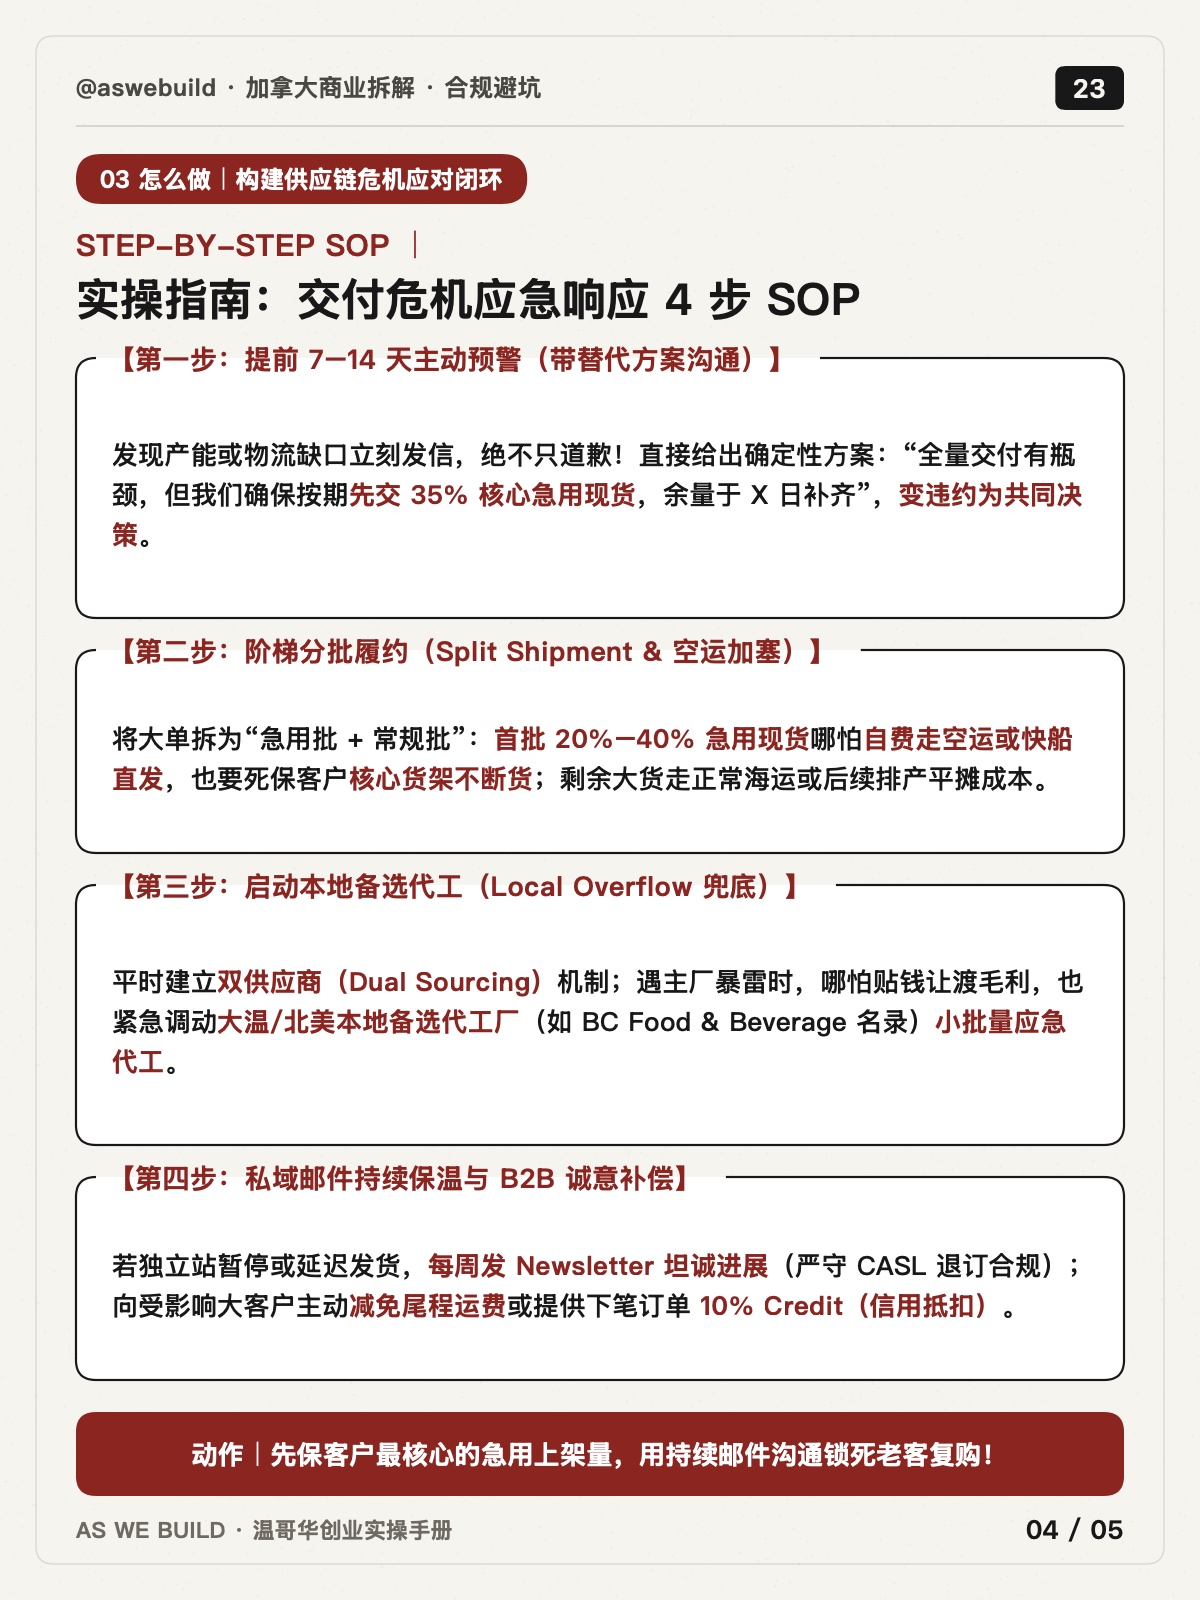 @aswebuild · 加拿大商业拆解 · 合规避坑
23
03 怎么做｜构建供应链危机应对闭环
STEP–BY–STEP SOP ｜
实操指南：交付危机应急响应 4 步 SOP
【第一步：提前 7—14 天主动预警（带替代方案沟通）】
发现产能或物流缺口立刻发信，绝不只道歉！直接给出确定性方案：“全量交付有瓶
颈，但我们确保按期先交 35% 核心急用现货，余量于 X 日补齐”，变违约为共同决
策。
【第二步：阶梯分批履约（Split Shipment & 空运加塞）】
将大单拆为“急用批 + 常规批”：首批 20%—40% 急用现货哪怕自费走空运或快船
直发，也要死保客户核心货架不断货；剩余大货走正常海运或后续排产平摊成本。
【第三步：启动本地备选代工（Local Overflow 兜底）】
平时建立双供应商（Dual Sourcing）机制；遇主厂暴雷时，哪怕贴钱让渡毛利，也
紧急调动大温/北美本地备选代工厂（如 BC Food & Beverage 名录）小批量应急
代工。
【第四步：私域邮件持续保温与 B2B 诚意补偿】
若独立站暂停或延迟发货，每周发 Newsletter 坦诚进展（严守 CASL 退订合规）；
向受影响大客户主动减免尾程运费或提供下笔订单 10% Credit（信用抵扣）。
动作｜先保客户最核心的急用上架量，用持续邮件沟通锁死老客复购！
AS WE BUILD · 温哥华创业实操手册
04 / 05